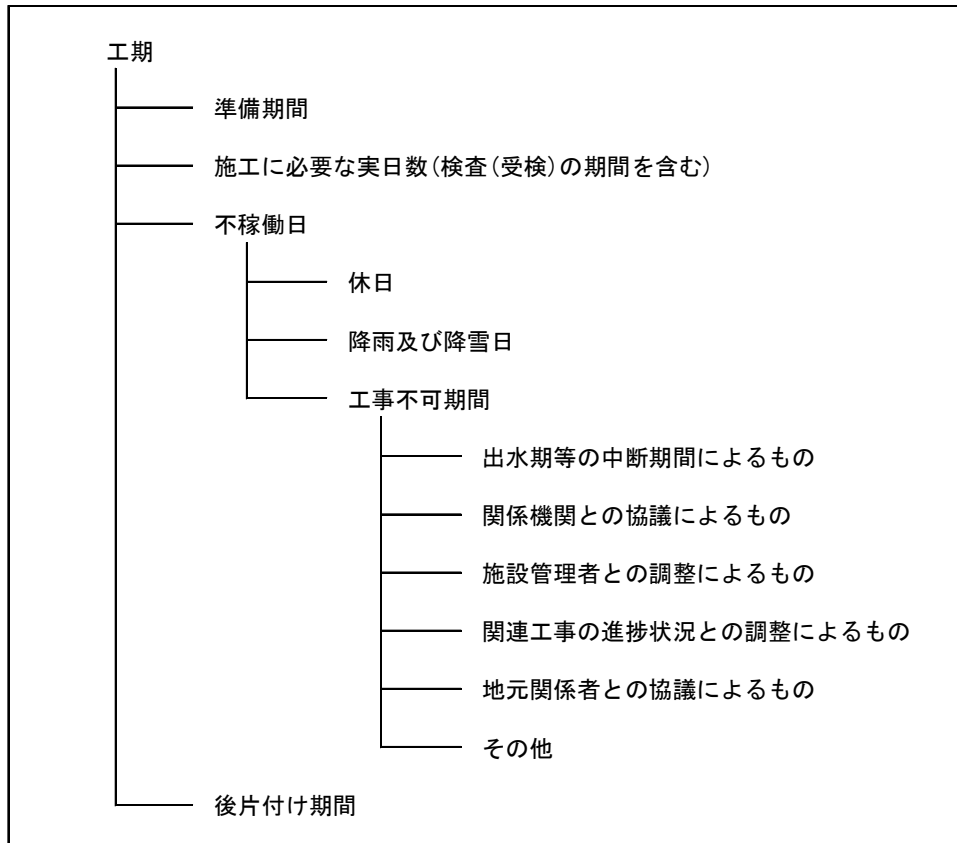 工期
準備期間
施工に必要な実日数(検査(受検)の期間を含む)
不稼働日
休日
降雨及び降雪日
工事不可期間
出水期等の中断期間によるもの
関係機関との協議によるもの
施設管理者との調整によるもの
関連工事の進捗状況との調整によるもの
地元関係者との協議によるもの
その他
後片付け期間